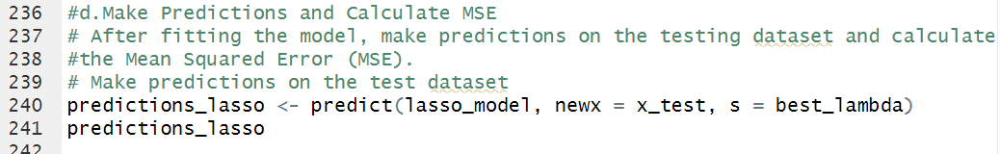 236 #d.Make Predictions and Calculate MSE
237 # After fitting the model, make predictions on the testing dataset and calculate
238 #the Mean Squared Error (MSE).
239 # Make predictions on the test dataset
240 predictions_lasso <- predict(lasso_model, newx = x_test, s = best_lambda)
241 predictions_lasso
242